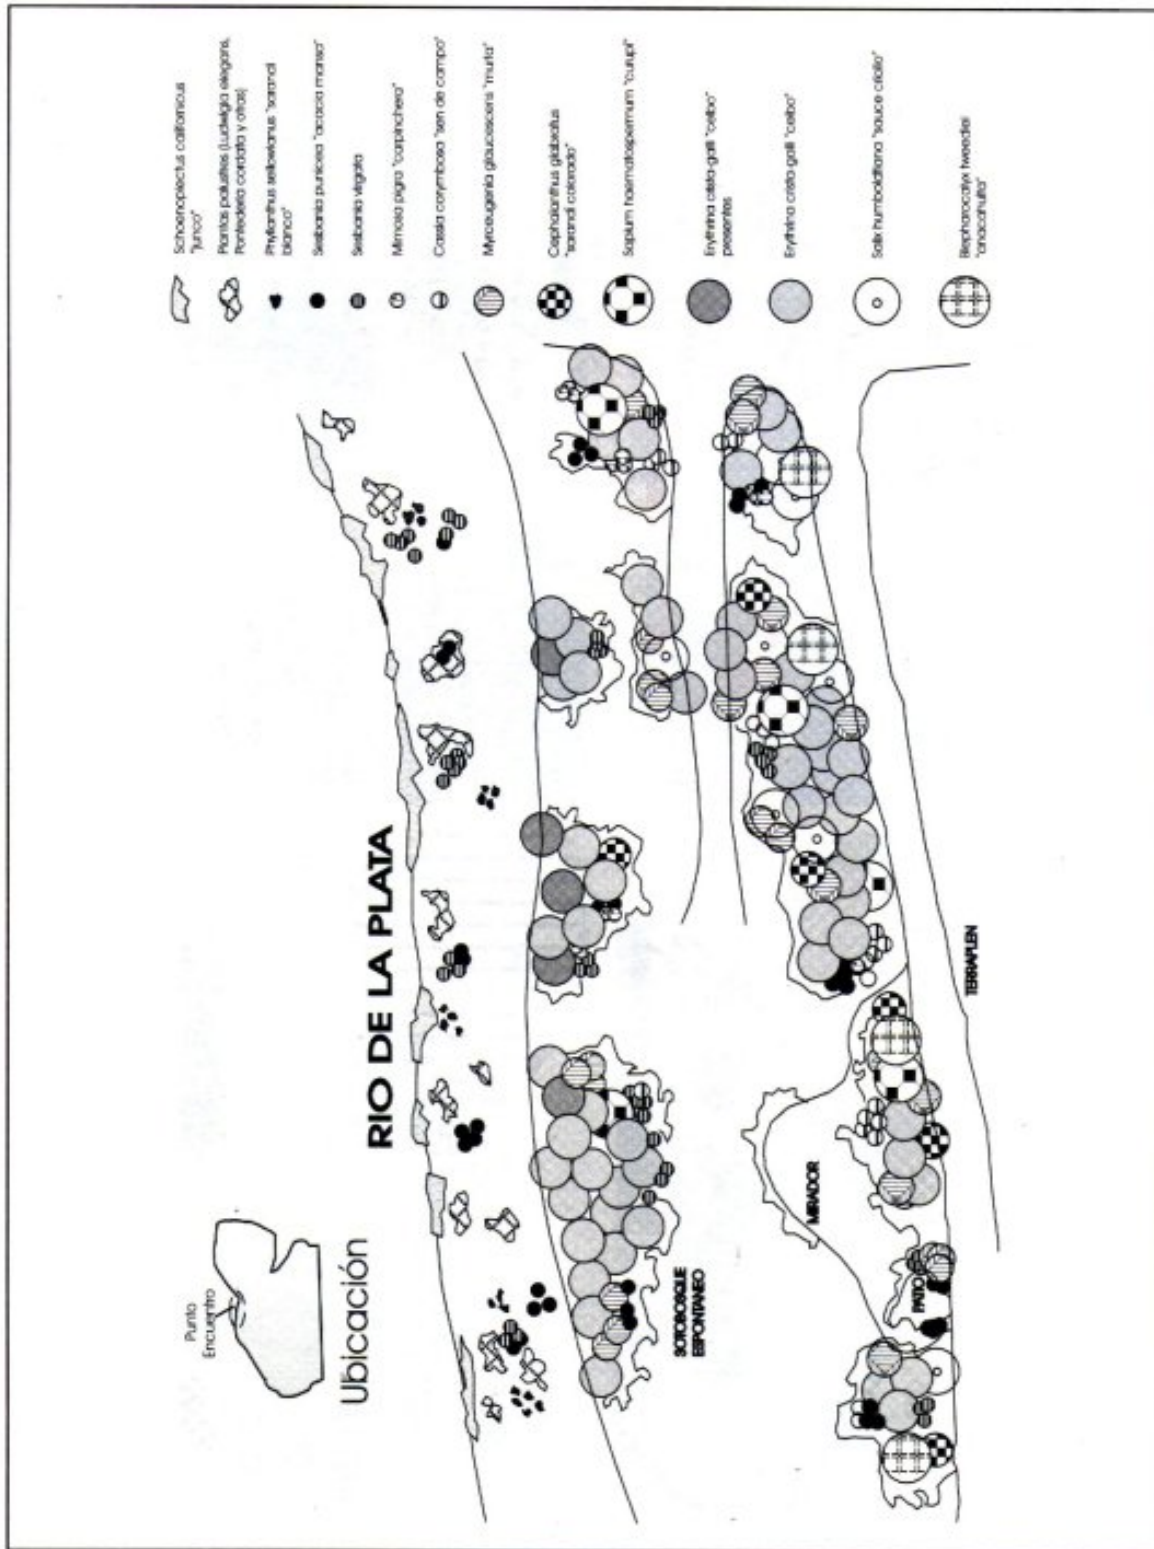 Punto
Encuentro
Ubicación
RIO DE LA PLATA
SOTOBOSQUE
ESPONTANEO
MIRADOR
PATIO
TERRAPLEN
Schoenoplectus californicus
"junco"
Plantas palustres (Ludwigia elegans,
Pontederia cordata y otras)
Phyllanthus sellowianus "sarandí
blanco"
Sesbania punicea "acacia mansa"
Sesbania virgata
Mimosa pigra "carpinchera"
Cassia corymbosa "sen de campo"
Myrceugenia glaucescens "murta"
Cephalanthus glabratus
"sarandí colorado"
Sapium haematospermum "curupí"
Erythrina crista-galli "ceibo"
presentes
Erythrina crista-galli "ceibo"
Salix humboldtiana "sauce criollo"
Blepharocalyx tweediei
"anacahuita"